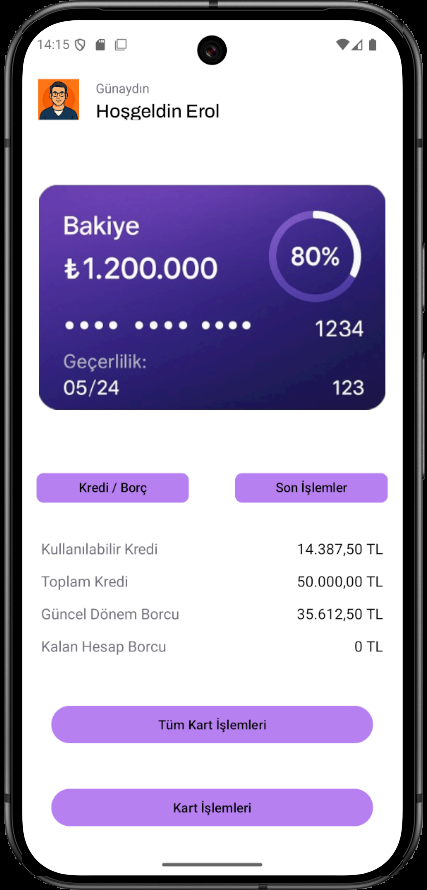 14:15
Günaydın
Hoşgeldin Erol
Bakiye
₺1.200.000
80%
•••• •••• •••• 1234
Geçerlilik:
05/24 123
Kredi / Borç Son İşlemler
Kullanılabilir Kredi 14.387,50 TL
Toplam Kredi 50.000,00 TL
Güncel Dönem Borcu 35.612,50 TL
Kalan Hesap Borcu 0 TL
Tüm Kart İşlemleri
Kart İşlemleri